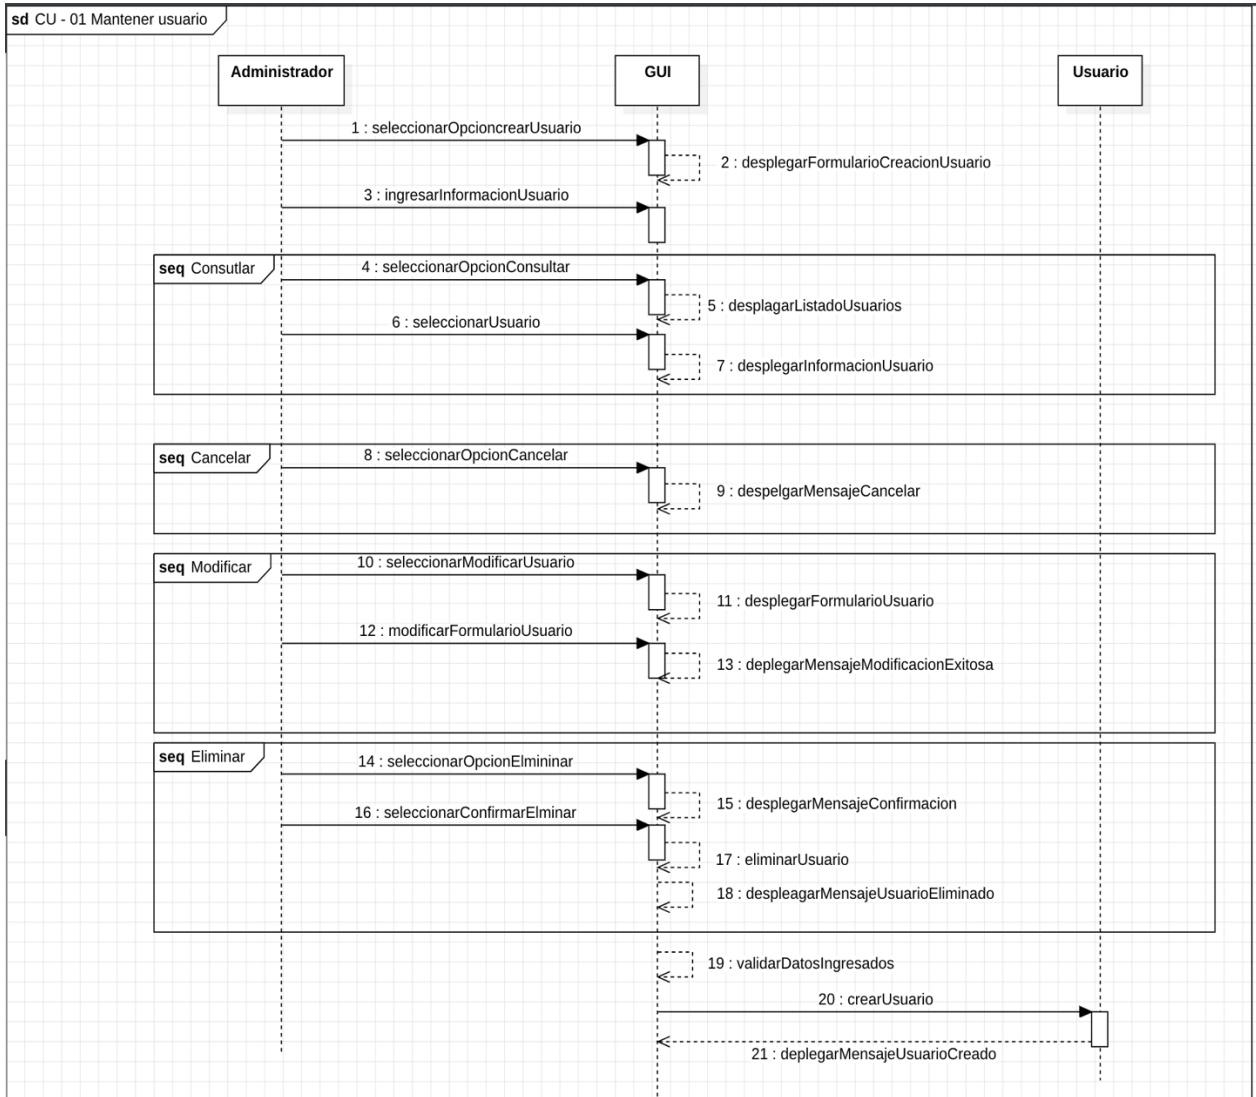 sd CU - 01 Mantener usuario
Administrador
GUI
Usuario
1 : seleccionarOpcioncrearUsuario
2 : desplegarFormularioCreacionUsuario
3 : ingresarInformacionUsuario
seq Consutlar
4 : seleccionarOpcionConsultar
5 : desplagarListadoUsuarios
6 : seleccionarUsuario
7 : desplegarInformacionUsuario
seq Cancelar
8 : seleccionarOpcionCancelar
9 : despelgarMensajeCancelar
seq Modificar
10 : seleccionarModificarUsuario
11 : desplegarFormularioUsuario
12 : modificarFormularioUsuario
13 : deplegarMensajeModificacionExitosa
seq Eliminar
14 : seleccionarOpcionElmininar
15 : desplegarMensajeConfirmacion
16 : seleccionarConfirmarElminar
17 : eliminarUsuario
18 : despleagarMensajeUsuarioEliminado
19 : validarDatosIngresados
20 : crearUsuario
21 : deplegarMensajeUsuarioCreado